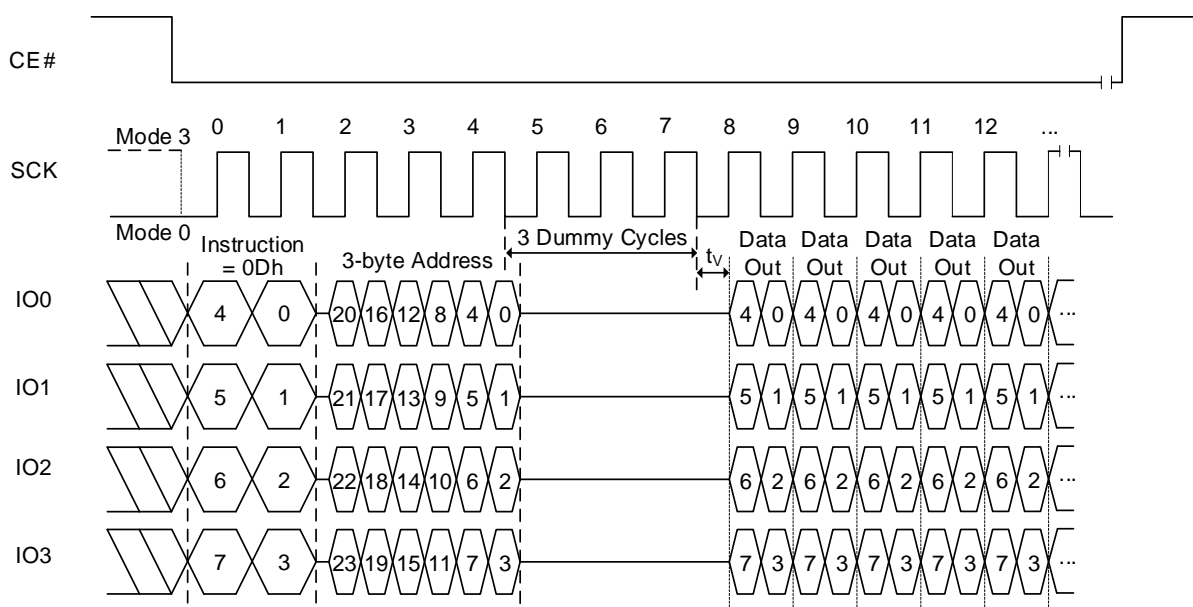 CE#
0 1 2 3 4 5 6 7 8 9 10 11 12 ...
Mode 3
SCK
Mode 0
Instruction
= 0Dh
3-byte Address
3 Dummy Cycles
tV
Data Data Data Data Data
Out Out Out Out Out
IO0 4 0 20 16 12 8 4 0 4 0 4 0 4 0 4 0 4 0 ...
IO1 5 1 21 17 13 9 5 1 5 1 5 1 5 1 5 1 5 1 ...
IO2 6 2 22 18 14 10 6 2 6 2 6 2 6 2 6 2 6 2 ...
IO3 7 3 23 19 15 11 7 3 7 3 7 3 7 3 7 3 7 3 ...